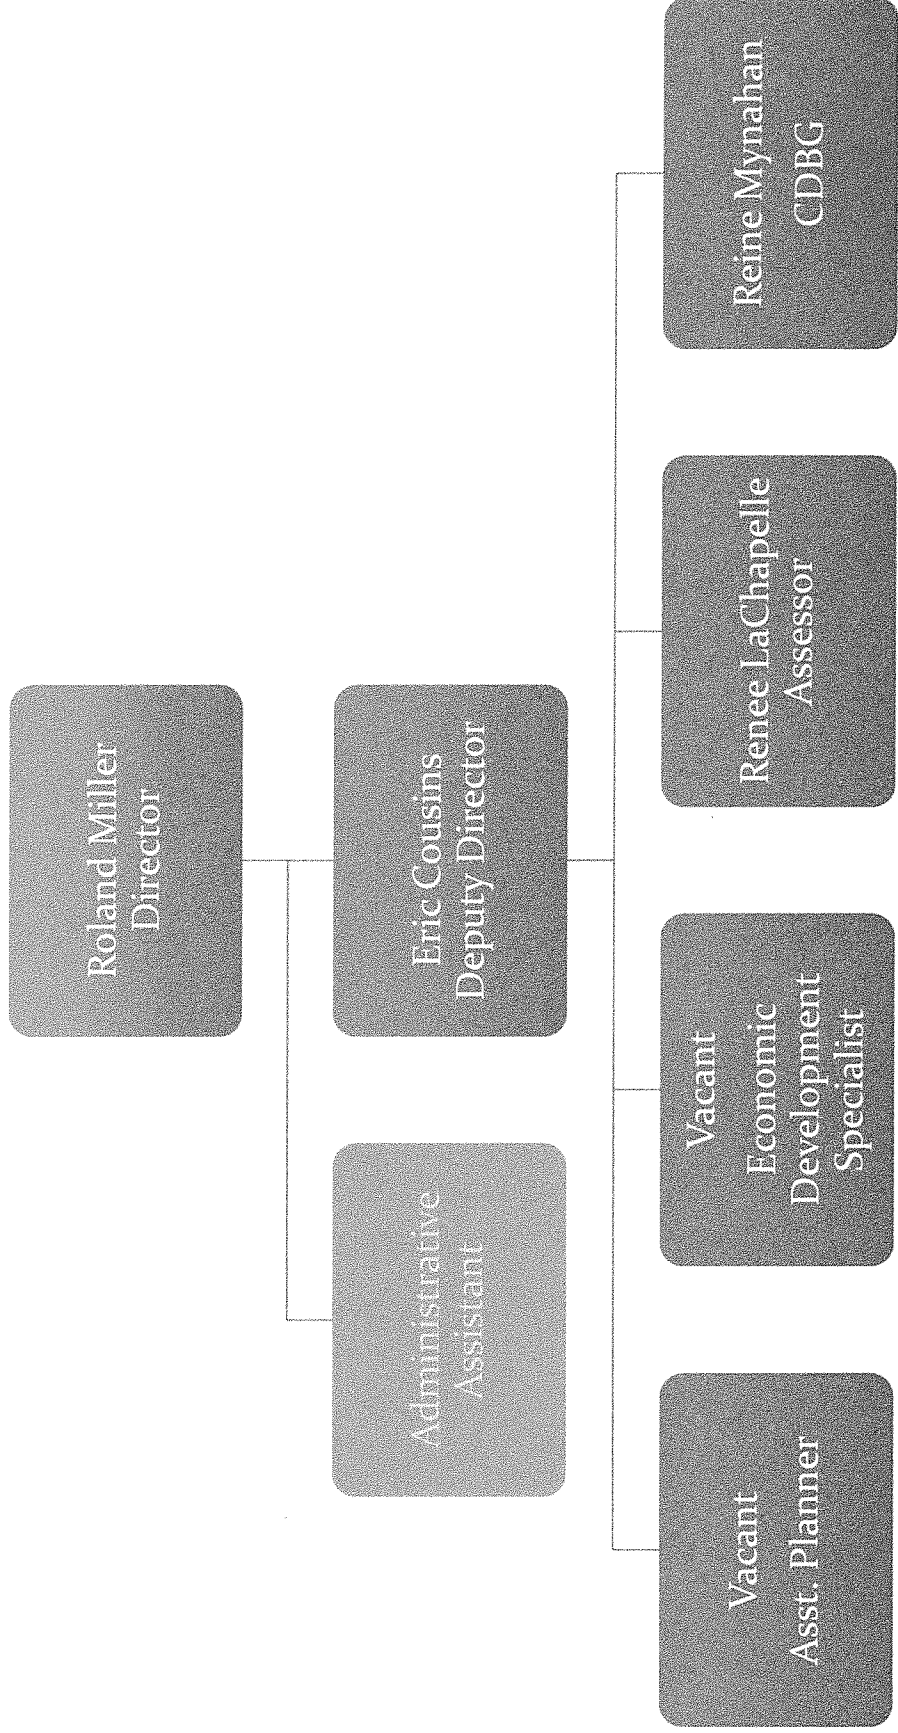 Roland Miller
Director
Administrative
Assistant
Eric Cousins
Deputy Director
Vacant
Asst. Planner
Vacant
Economic
Development
Specialist
Renee LaChapelle
Assessor
Reine Mynahan
CDBG